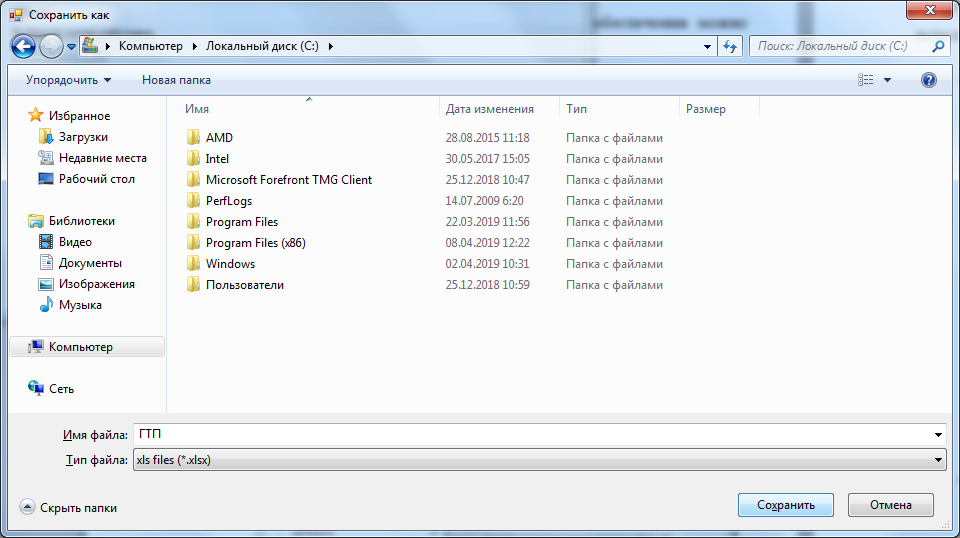 Сохранить как
обеспечения можно
Компьютер Локальный диск (C:)
Поиск: Локальный диск (C:)
Упорядочить Новая папка
Имя Дата изменения Тип Размер
Избранное
Загрузки
Недавние места
Рабочий стол
Библиотеки
Видео
Документы
Изображения
Музыка
Компьютер
Сеть
AMD 28.08.2015 11:18 Папка с файлами
Intel 30.05.2017 15:05 Папка с файлами
Microsoft Forefront TMG Client 25.12.2018 10:47 Папка с файлами
PerfLogs 14.07.2009 6:20 Папка с файлами
Program Files 22.03.2019 11:56 Папка с файлами
Program Files (x86) 08.04.2019 12:22 Папка с файлами
Windows 02.04.2019 10:31 Папка с файлами
Пользователи 25.12.2018 10:59 Папка с файлами
Имя файла: ГТП
Тип файла: xls files (*.xlsx)
Скрыть папки
Сохранить Отмена